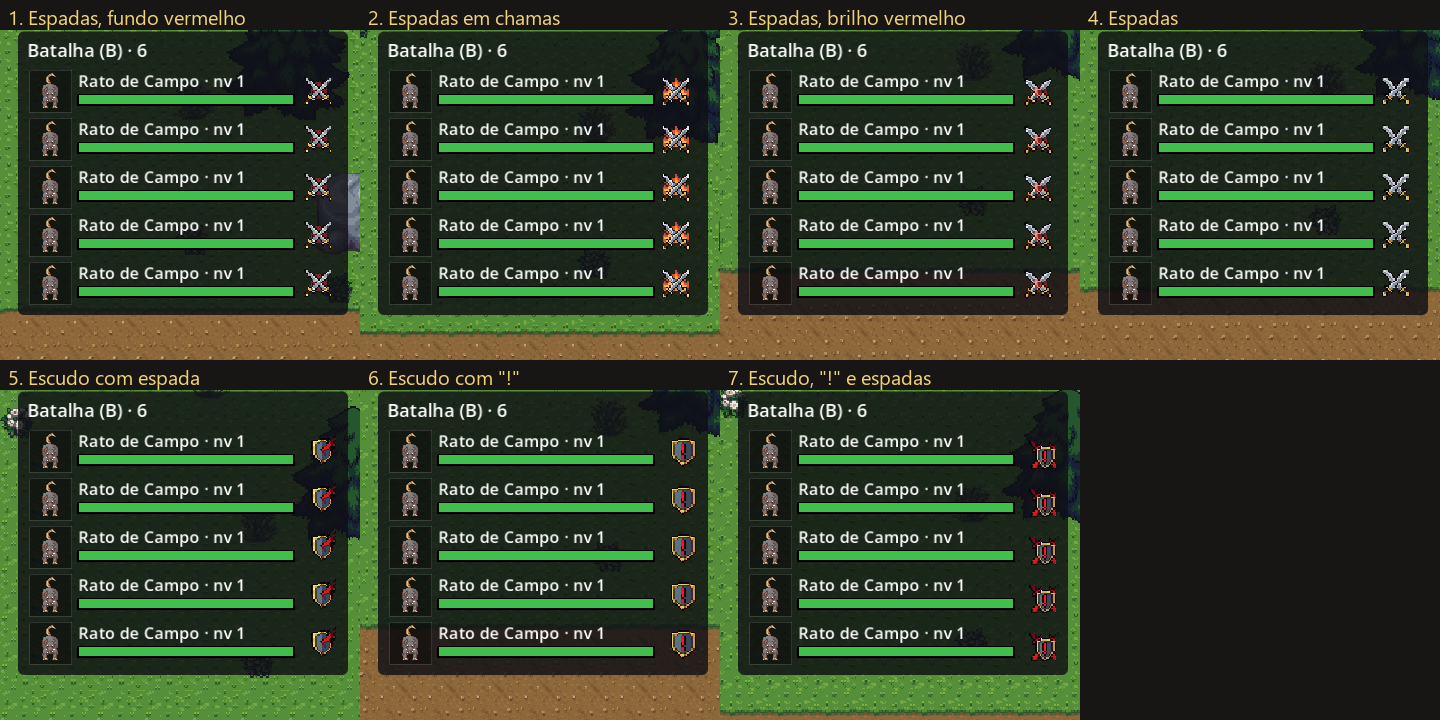 1. Espadas, fundo vermelho
Batalha (B) · 6
Rato de Campo · nv 1
Rato de Campo · nv 1
Rato de Campo · nv 1
Rato de Campo · nv 1
Rato de Campo · nv 1
2. Espadas em chamas
Batalha (B) · 6
Rato de Campo · nv 1
Rato de Campo · nv 1
Rato de Campo · nv 1
Rato de Campo · nv 1
Rato de Campo · nv 1
3. Espadas, brilho vermelho
Batalha (B) · 6
Rato de Campo · nv 1
Rato de Campo · nv 1
Rato de Campo · nv 1
Rato de Campo · nv 1
Rato de Campo · nv 1
4. Espadas
Batalha (B) · 6
Rato de Campo · nv 1
Rato de Campo · nv 1
Rato de Campo · nv 1
Rato de Campo · nv 1
Rato de Campo · nv 1
5. Escudo com espada
Batalha (B) · 6
Rato de Campo · nv 1
Rato de Campo · nv 1
Rato de Campo · nv 1
Rato de Campo · nv 1
Rato de Campo · nv 1
6. Escudo com "!"
Batalha (B) · 6
Rato de Campo · nv 1
Rato de Campo · nv 1
Rato de Campo · nv 1
Rato de Campo · nv 1
Rato de Campo · nv 1
7. Escudo, "!" e espadas
Batalha (B) · 6
Rato de Campo · nv 1
Rato de Campo · nv 1
Rato de Campo · nv 1
Rato de Campo · nv 1
Rato de Campo · nv 1